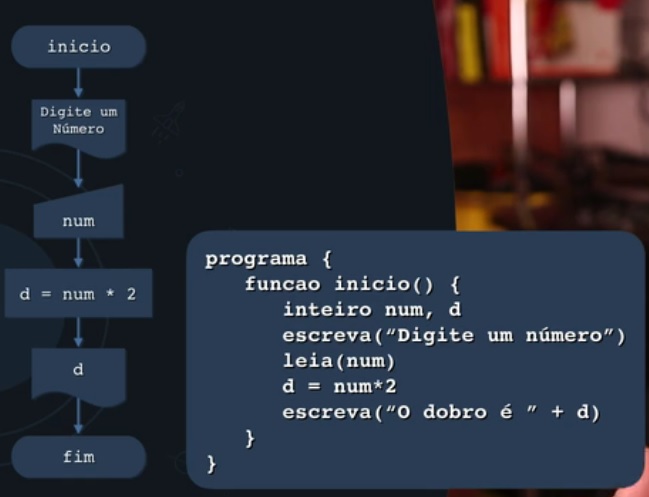 inicio
Digite um
Número
num
d = num * 2
d
fim
programa {
funcao inicio() {
inteiro num, d
escreva(“Digite um número”)
leia(num)
d = num*2
escreva(“O dobro é ” + d)
}
}